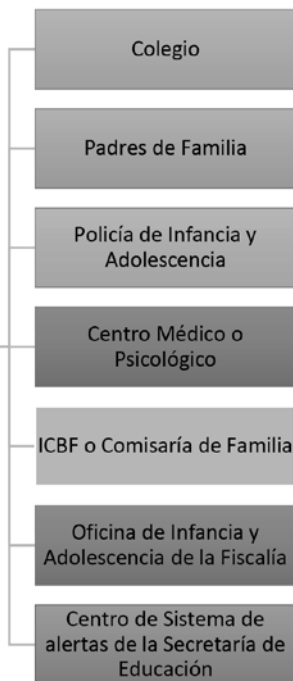 Colegio
Padres de Familia
Policía de Infancia y
Adolescencia
Centro Médico o
Psicológico
ICBF o Comisaría de Familia
Oficina de Infancia y
Adolescencia de la Fiscalía
Centro de Sistema de
alertas de la Secretaría de
Educación